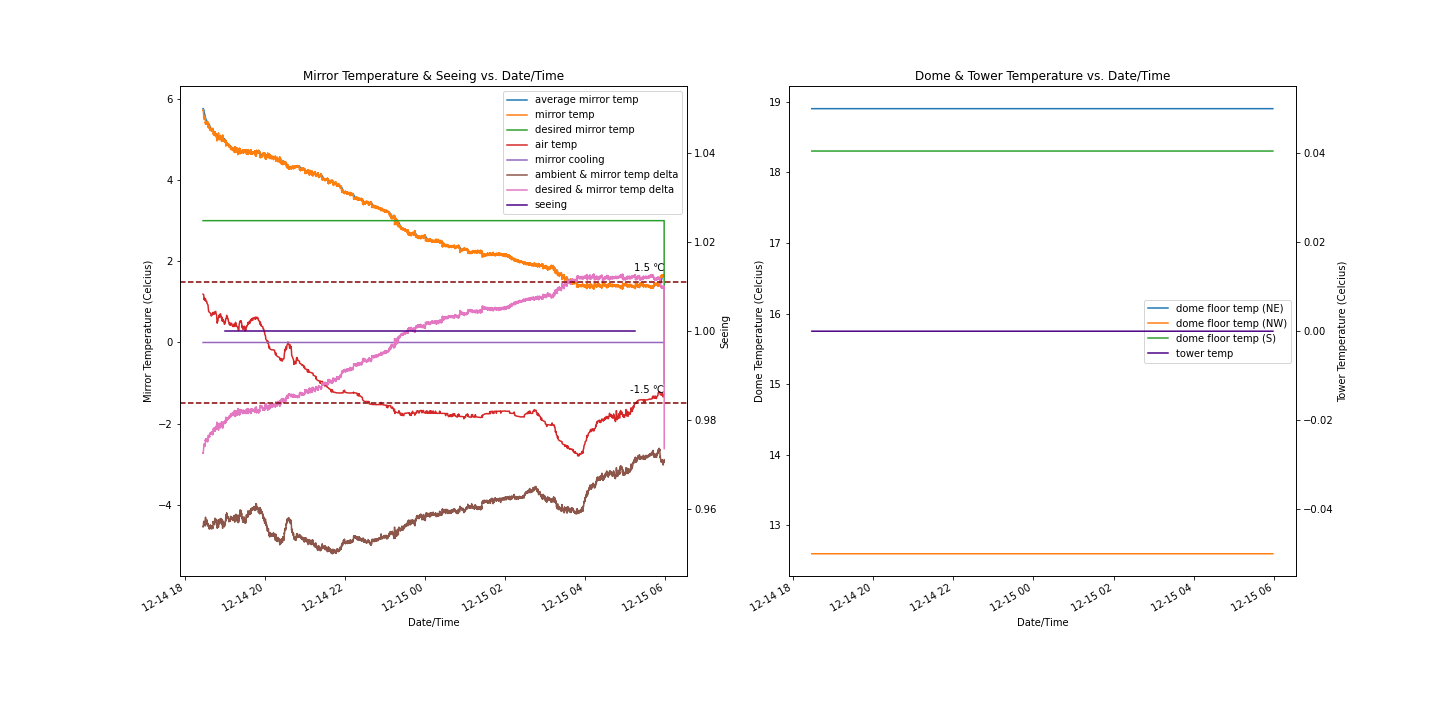 Mirror Temperature & Seeing vs. Date/Time
Mirror Temperature (Celcius)
6
4
2
0
−2
−4
average mirror temp
mirror temp
desired mirror temp
air temp
mirror cooling
ambient & mirror temp delta
desired & mirror temp delta
seeing
1.5 °C
-1.5 °C
1.04
1.02
1.00
0.98
0.96
Seeing
12-14 18
12-14 20
12-14 22
12-15 00
12-15 02
12-15 04
12-15 06
Date/Time
Dome & Tower Temperature vs. Date/Time
Dome Temperature (Celcius)
19
18
17
16
15
14
13
dome floor temp (NE)
dome floor temp (NW)
dome floor temp (S)
tower temp
0.04
0.02
0.00
−0.02
−0.04
Tower Temperature (Celcius)
12-14 18
12-14 20
12-14 22
12-15 00
12-15 02
12-15 04
12-15 06
Date/Time